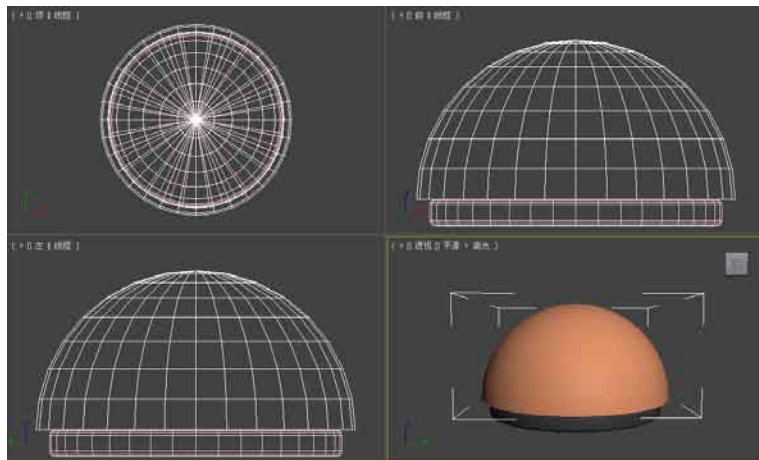 [ + [] 顶 [] 线框 ]
[ + [] 前 [] 线框 ]
[ + [] 左 [] 线框 ]
[ + [] 透视 [] 平滑 + 高光 ]